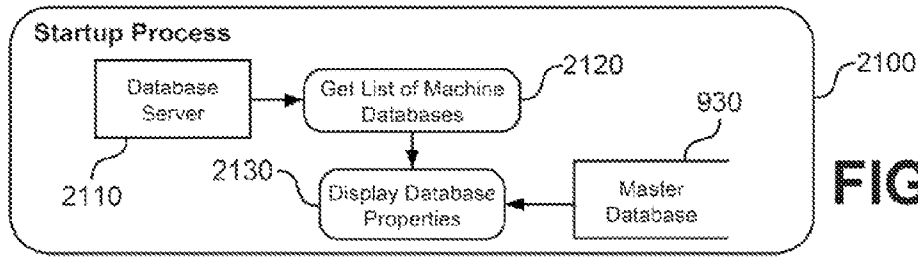 Startup Process
Database
Server
2110
Get List of Machine
Databases
2120
2100
2130
Display Database
Properties
930
Master
Database
FIG